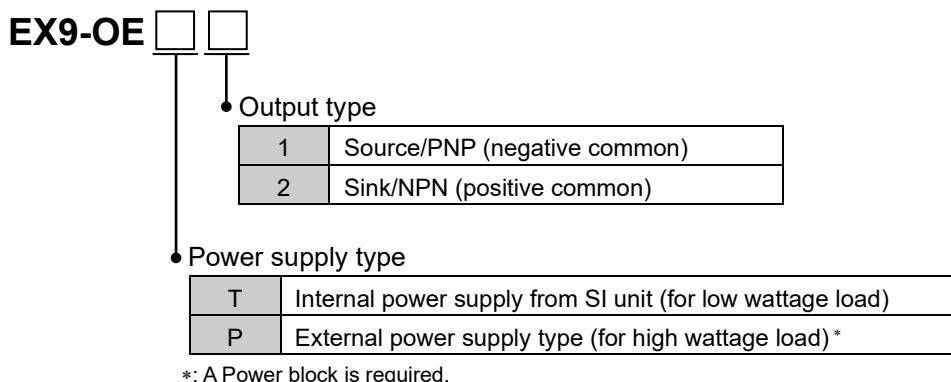 EX9-OE
Output type
1 Source/PNP (negative common)
2 Sink/NPN (positive common)
Power supply type
T Internal power supply from SI unit (for low wattage load)
P External power supply type (for high wattage load) *
*: A Power block is required.